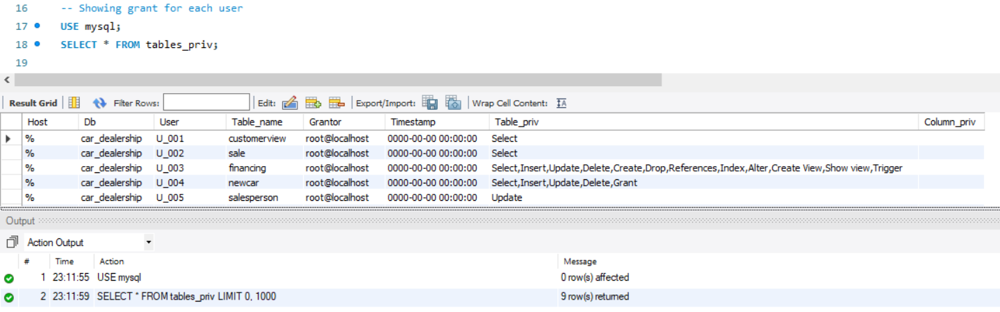 16 -- Showing grant for each user
17 USE mysql;
18 SELECT * FROM tables_priv;
19
Result Grid Filter Rows: Edit: Export/Import: Wrap Cell Content:
Host Db User Table_name Grantor Timestamp Table_priv Column_priv
% car_dealership U_001 customerview root@localhost 0000-00-00 00:00:00 Select
% car_dealership U_002 sale root@localhost 0000-00-00 00:00:00 Select
% car_dealership U_003 financing root@localhost 0000-00-00 00:00:00 Select,Insert,Update,Delete,Create,Drop,References,Index,Alter,Create View,Show view,Trigger
% car_dealership U_004 newcar root@localhost 0000-00-00 00:00:00 Select,Insert,Update,Delete,Grant
% car_dealership U_005 salesperson root@localhost 0000-00-00 00:00:00 Update
Output
Action Output
# Time Action Message
1 23:11:55 USE mysql 0 row(s) affected
2 23:11:59 SELECT * FROM tables_priv LIMIT 0, 1000 9 row(s) returned